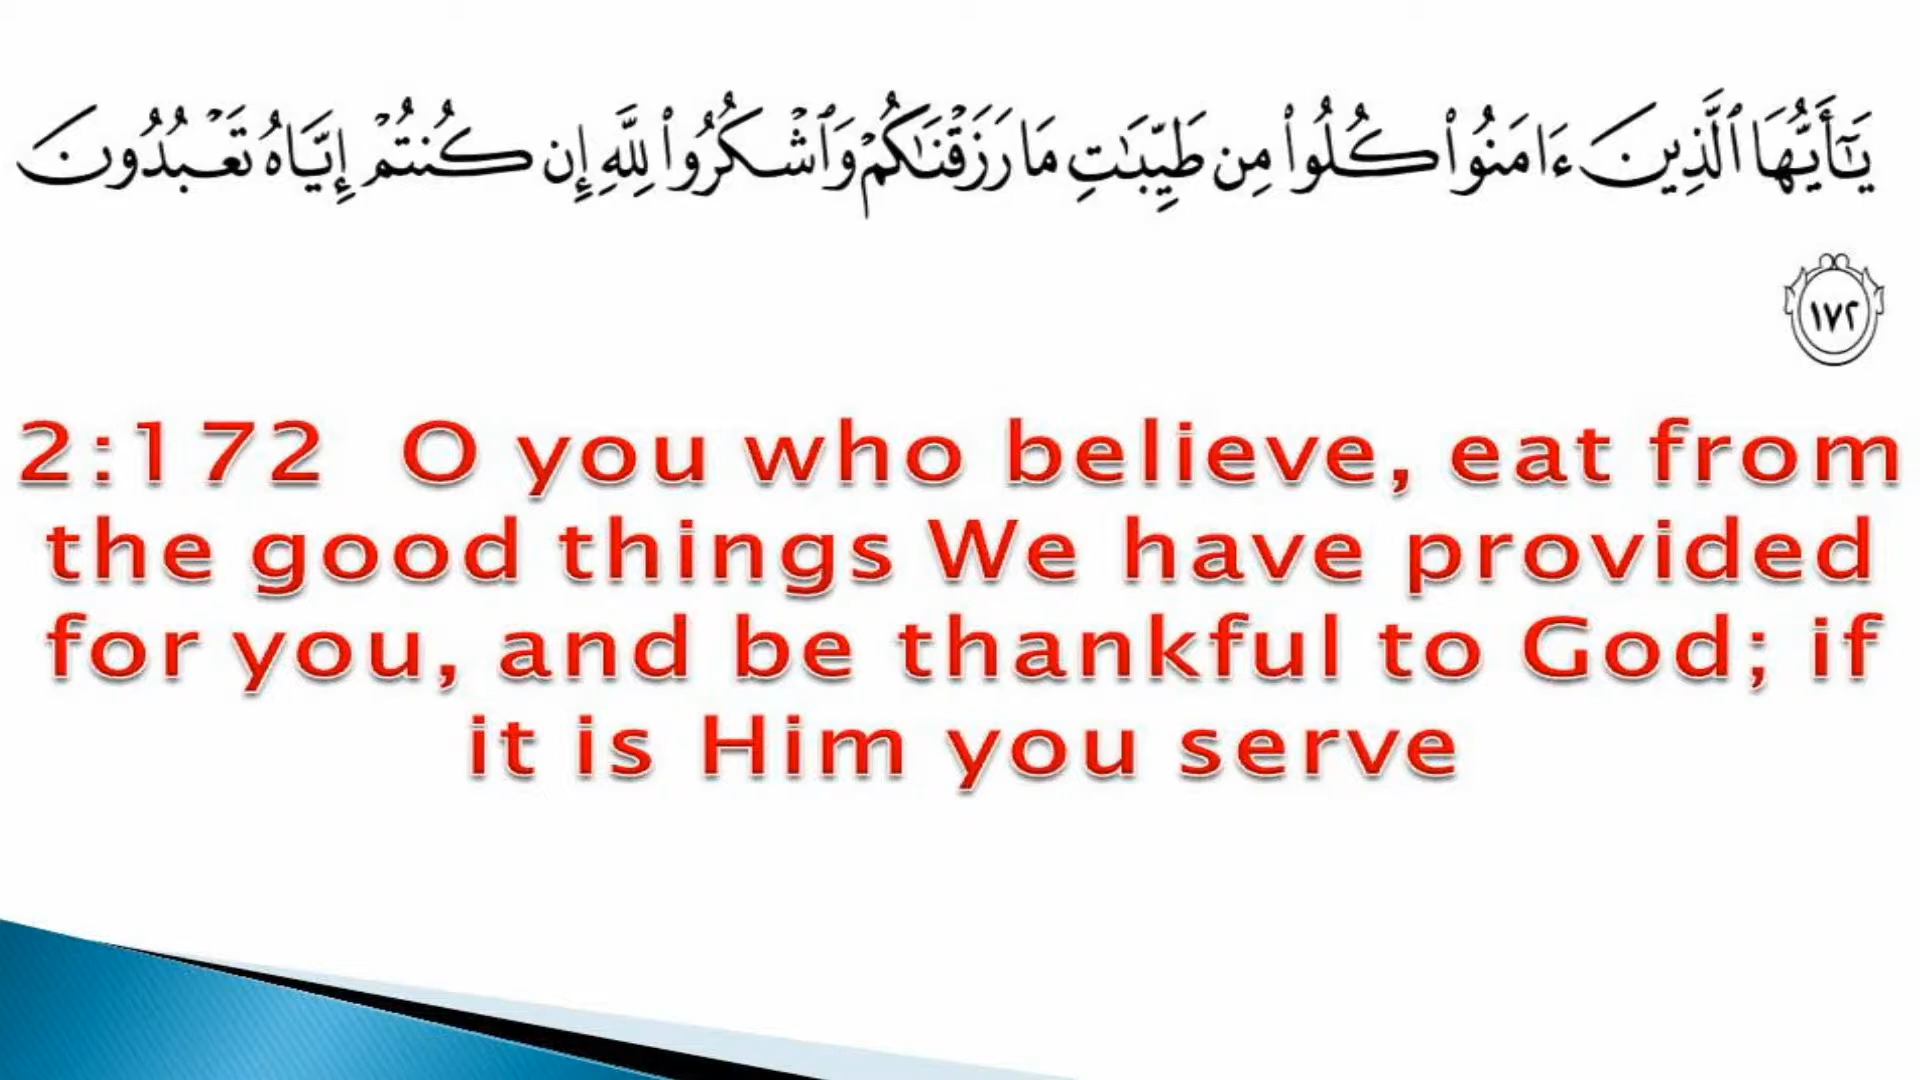 يَٰٓأَيُّهَا ٱلَّذِينَ ءَامَنُوا۟ كُلُوا۟ مِن طَيِّبَٰتِ مَا رَزَقْنَٰكُمْ وَٱشْكُرُوا۟ لِلَّهِ إِن كُنتُمْ إِيَّاهُ تَعْبُدُونَ
١٧٢
2:172 O you who believe, eat from
the good things We have provided
for you, and be thankful to God; if
it is Him you serve